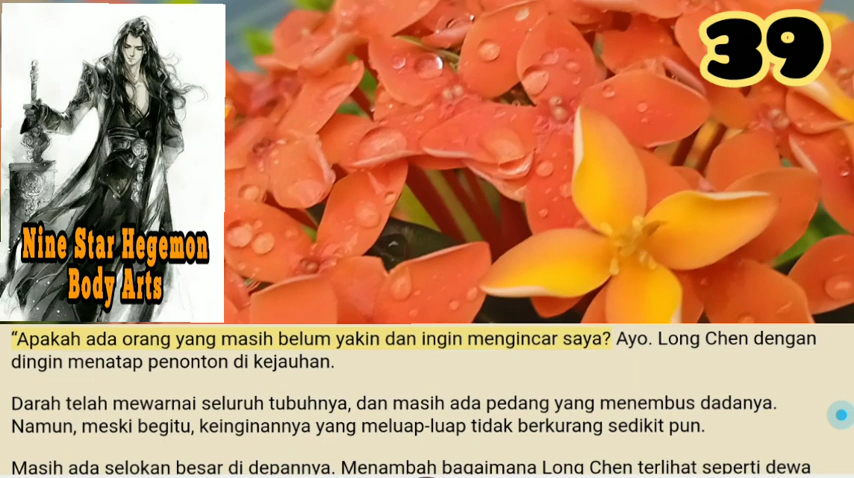 39
Nine Star Hegemon
Body Arts
“Apakah ada orang yang masih belum yakin dan ingin mengincar saya? Ayo. Long Chen dengan
dingin menatap penonton di kejauhan.
Darah telah mewarnai seluruh tubuhnya, dan masih ada pedang yang menembus dadanya.
Namun, meski begitu, keinginannya yang meluap-luap tidak berkurang sedikit pun.
Masih ada selokan besar di depannya. Menambah bagaimana Long Chen terlihat seperti dewa